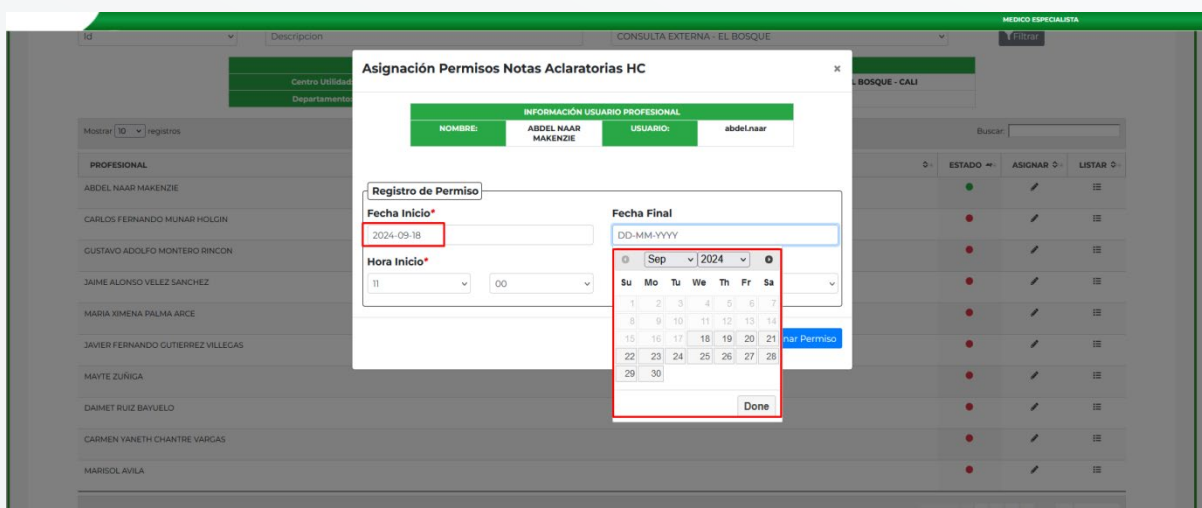 MEDICO ESPECIALISTA
Id Descripcion CONSULTA EXTERNA - EL BOSQUE Filtrar
Asignación Permisos Notas Aclaratorias HC ×
Centro Utilidad L BOSQUE - CALI
Departamento:
INFORMACIÓN USUARIO PROFESIONAL
NOMBRE: ABDEL NAAR MAKENZIE USUARIO: abdel.naar
Mostrar 10 registros Buscar:
PROFESIONAL ESTADO ASIGNAR LISTAR
ABDEL NAAR MAKENZIE
Registro de Permiso
Fecha Inicio* Fecha Final
2024-09-18 DD-MM-YYYY
CARLOS FERNANDO MUNAR HOLGIN
GUSTAVO ADOLFO MONTERO RINCON
Hora Inicio* Sep 2024
11 00
Su Mo Tu We Th Fr Sa
1 2 3 4 5 6 7
8 9 10 11 12 13 14
15 16 17 18 19 20 21
22 23 24 25 26 27 28
29 30
Done
nar Permiso
JAIME ALONSO VELEZ SANCHEZ
MARIA XIMENA PALMA ARCE
JAVIER FERNANDO GUTIERREZ VILLEGAS
MAYTE ZUÑIGA
DAIMET RUIZ BAYUELO
CARMEN YANETH CHANTRE VARGAS
MARISOL AVILA